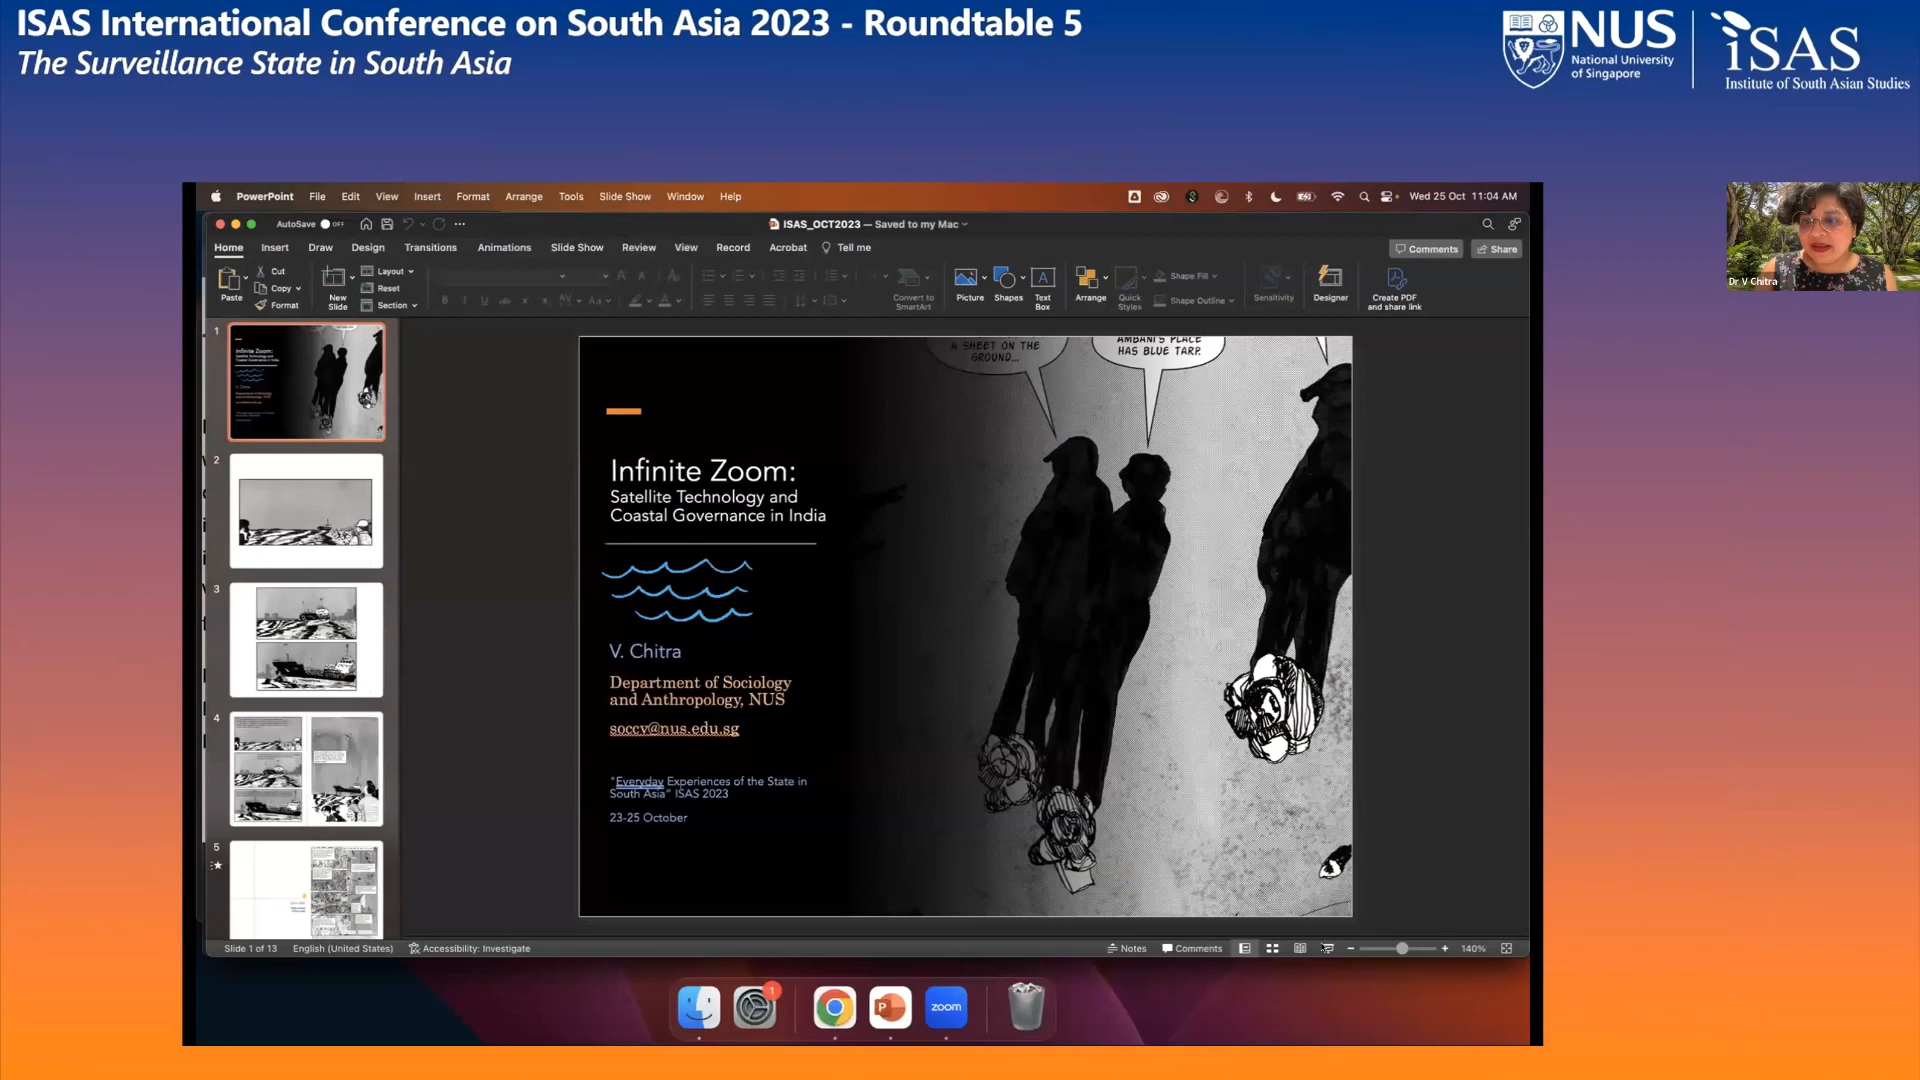 ISAS International Conference on South Asia 2023 - Roundtable 5
The Surveillance State in South Asia
NUS
National University
of Singapore
iSAS
Institute of South Asian Studies
PowerPoint File Edit View Insert Format Arrange Tools Slide Show Window Help
Wed 25 Oct 11:04 AM
AutoSave OFF
ISAS_OCT2023 — Saved to my Mac
Home Insert Draw Design Transitions Animations Slide Show Review View Record Acrobat Tell me
Comments Share
Paste
Cut
Copy
Format
New
Slide
Layout
Reset
Section
Convert to
SmartArt
Picture
Shapes
Text
Box
Arrange
Quick
Styles
Shape Fill
Shape Outline
Sensitivity
Designer
Create PDF
and share link
Dr V Chitra
1
2
3
4
5
A SHEET ON THE
GROUND...
AMBANI'S PLACE
HAS BLUE TARP.
Infinite Zoom:
Satellite Technology and
Coastal Governance in India
V. Chitra
Department of Sociology
and Anthropology, NUS
soccv@nus.edu.sg
"Everyday Experiences of the State in
South Asia" ISAS 2023
23-25 October
Slide 1 of 13 English (United States) Accessibility: Investigate
Notes Comments 140%
1
P
zoom